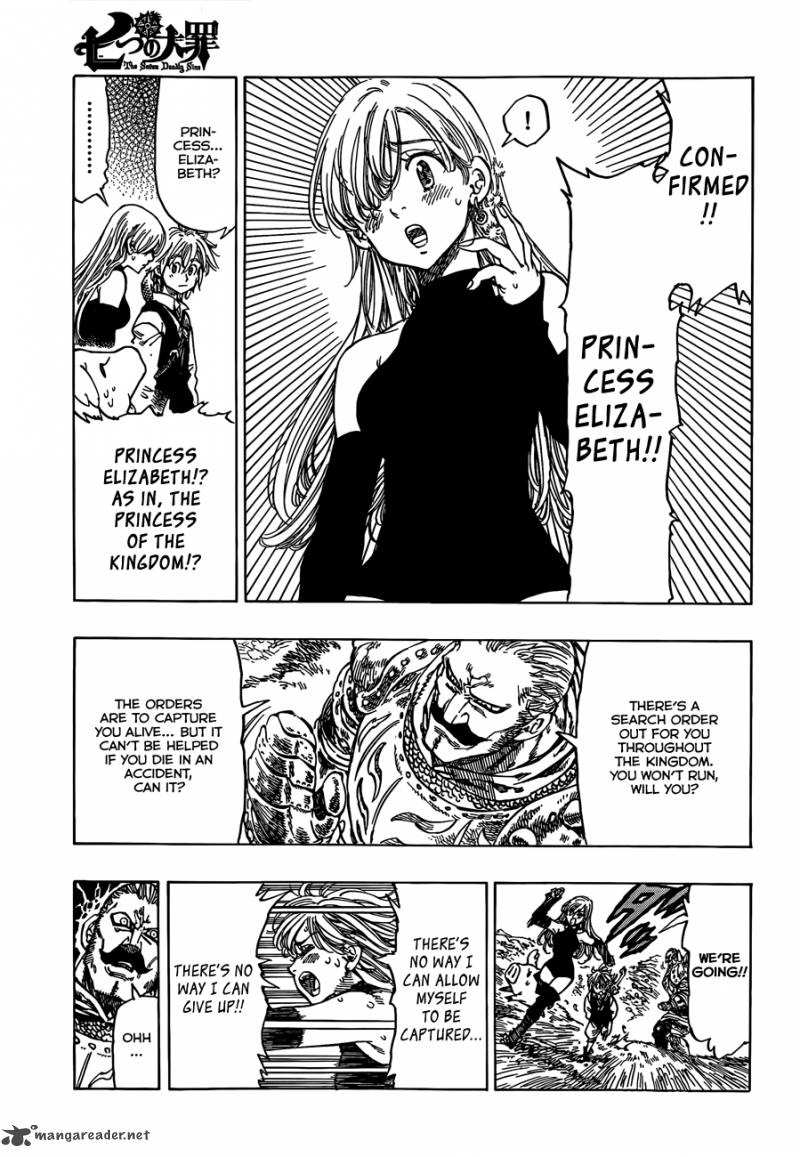 七つの大罪
The Seven Deadly Sins
CON-
FIRMED
!!
PRIN-
CESS
ELIZA-
BETH!!
!
PRIN-
CESS...
ELIZA-
BETH?
.........
PRINCESS
ELIZABETH!?
AS IN, THE
PRINCESS
OF THE
KINGDOM!?
THERE'S A
SEARCH ORDER
OUT FOR YOU
THROUGHOUT
THE KINGDOM.
YOU WON'T RUN,
WILL YOU?
THE ORDERS
ARE TO CAPTURE
YOU ALIVE... BUT IT
CAN'T BE HELPED
IF YOU DIE IN AN
ACCIDENT,
CAN IT?
WE'RE
GOING!!
THERE'S NO
WAY I CAN
ALLOW
MYSELF
TO BE
CAPTURED...
THERE'S NO
WAY I CAN
GIVE UP!!
OHH
...
mangareader.net